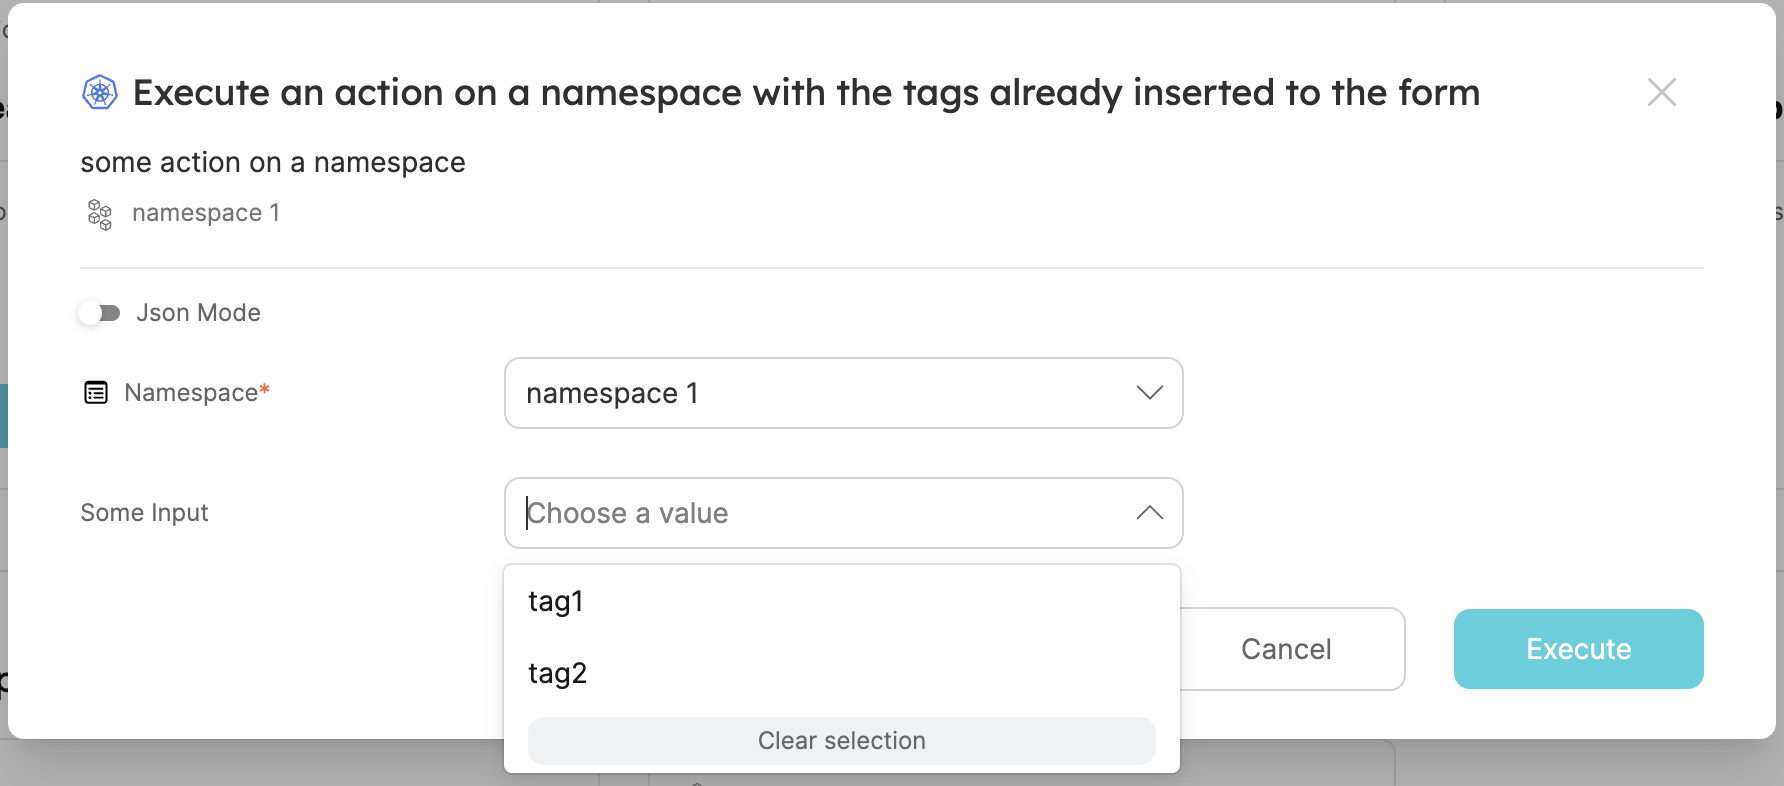 Execute an action on a namespace with the tags already inserted to the form
some action on a namespace
namespace 1
Json Mode
Namespace*
namespace 1
Some Input
Choose a value
tag1
tag2
Clear selection
Cancel
Execute